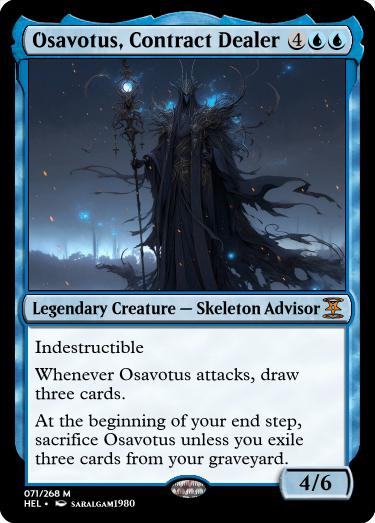 Osavotus, Contract Dealer 4
Legendary Creature — Skeleton Advisor
Indestructible
Whenever Osavotus attacks, draw
three cards.
At the beginning of your end step,
sacrifice Osavotus unless you exile
three cards from your graveyard.
4/6
071/268 M
HEL • SARALGAM1980